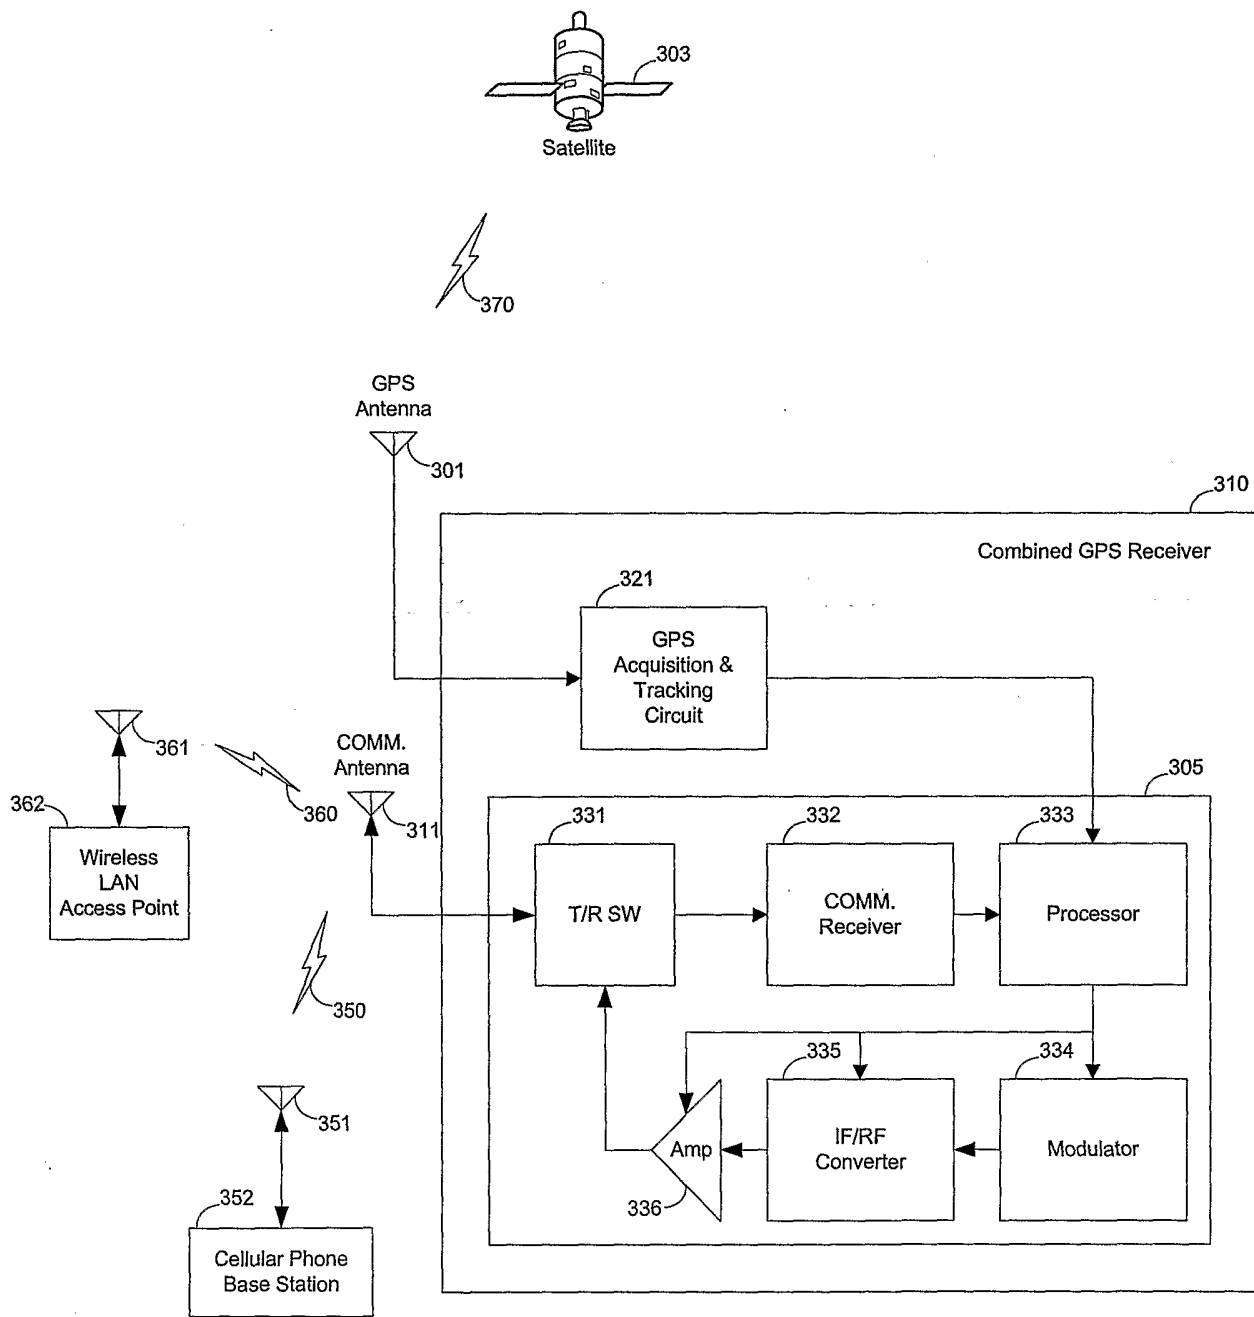 303
Satellite
370
GPS
Antenna
301
310
Combined GPS Receiver
321
GPS
Acquisition &
Tracking
Circuit
361
COMM.
Antenna
360
311
305
362
Wireless
LAN
Access Point
331
T/R SW
332
COMM.
Receiver
333
Processor
350
335
IF/RF
Converter
334
Modulator
Amp
336
351
352
Cellular Phone
Base Station